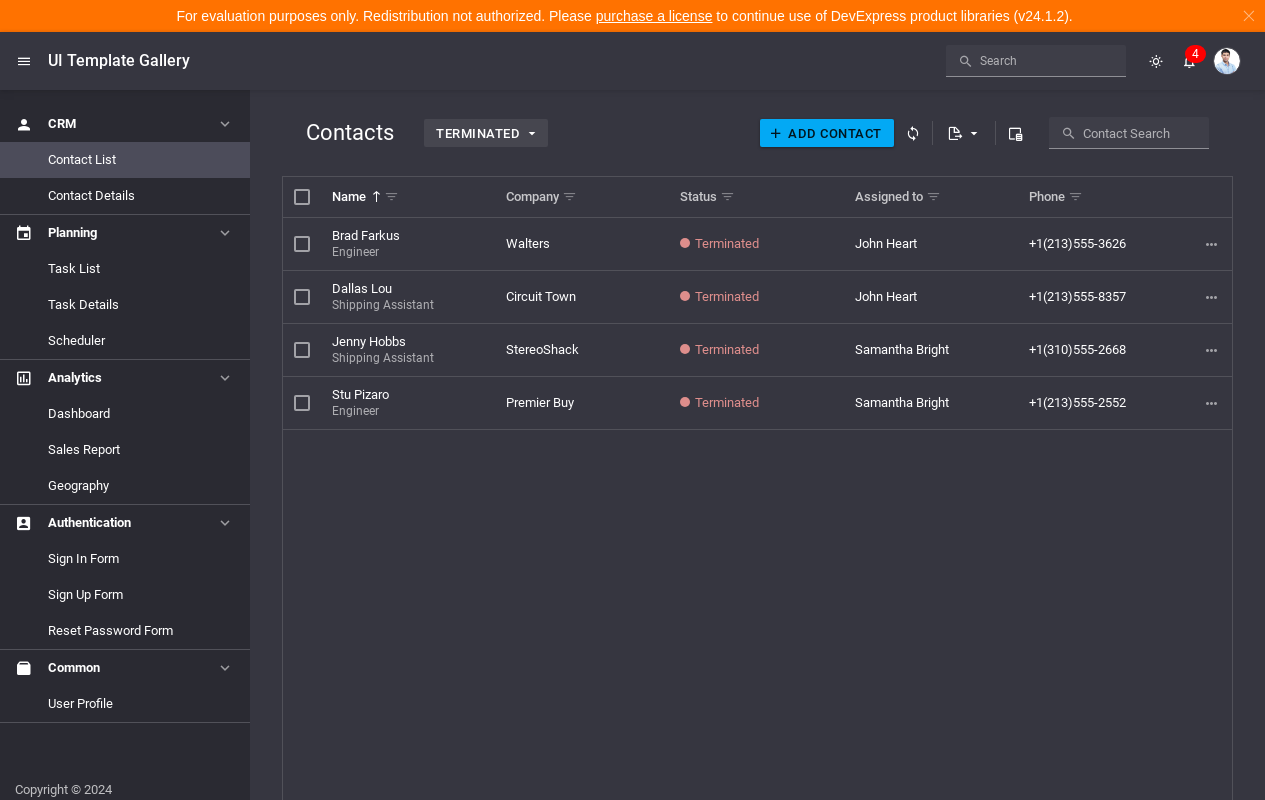 For evaluation purposes only. Redistribution not authorized. Please purchase a license to continue use of DevExpress product libraries (v24.1.2).
UI Template Gallery
Search
4
CRM
Contact List
Contact Details
Planning
Task List
Task Details
Scheduler
Analytics
Dashboard
Sales Report
Geography
Authentication
Sign In Form
Sign Up Form
Reset Password Form
Common
User Profile
Copyright © 2024
Contacts
TERMINATED
ADD CONTACT
Contact Search
Name Company Status Assigned to Phone
Brad Farkus
Engineer
Walters Terminated John Heart +1(213)555-3626
Dallas Lou
Shipping Assistant
Circuit Town Terminated John Heart +1(213)555-8357
Jenny Hobbs
Shipping Assistant
StereoShack Terminated Samantha Bright +1(310)555-2668
Stu Pizaro
Engineer
Premier Buy Terminated Samantha Bright +1(213)555-2552